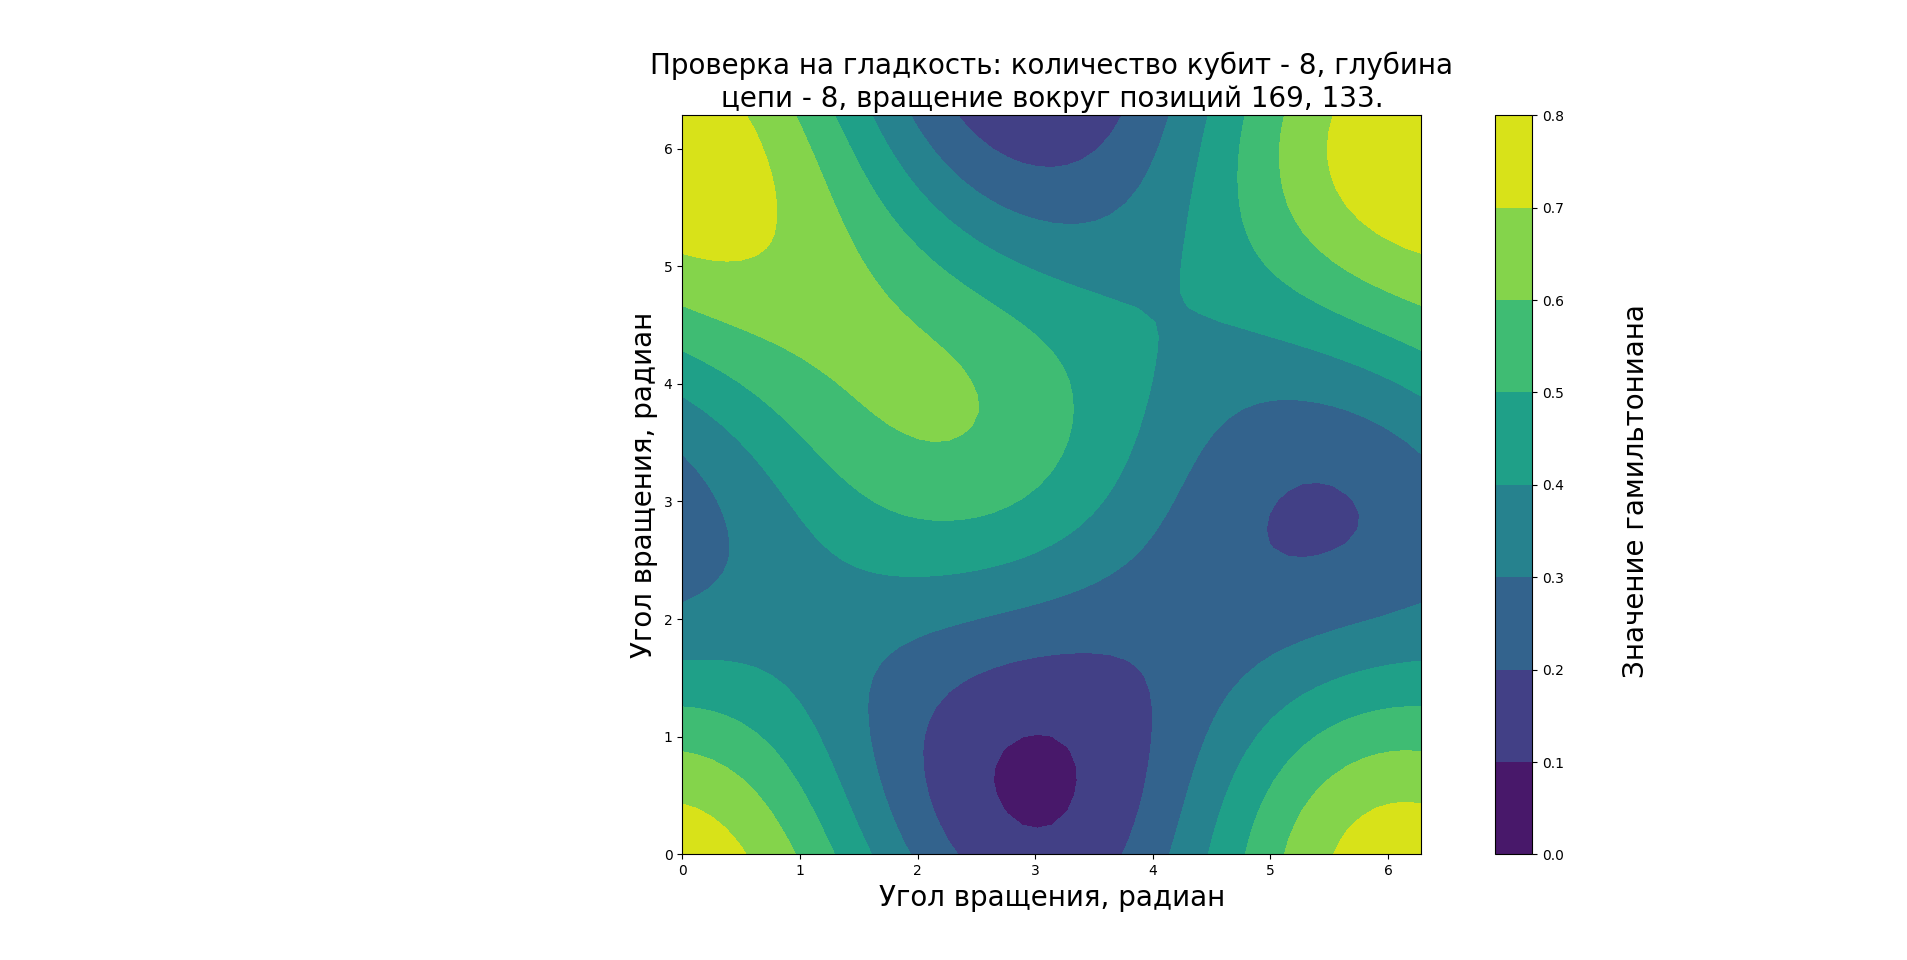 Проверка на гладкость: количество кубит - 8, глубина
цепи - 8, вращение вокруг позиций 169, 133.
Угол вращения, радиан
6
5
4
3
2
1
0
0 1 2 3 4 5 6
Угол вращения, радиан
0.8
0.7
0.6
0.5
0.4
0.3
0.2
0.1
0.0
Значение гамильтониана